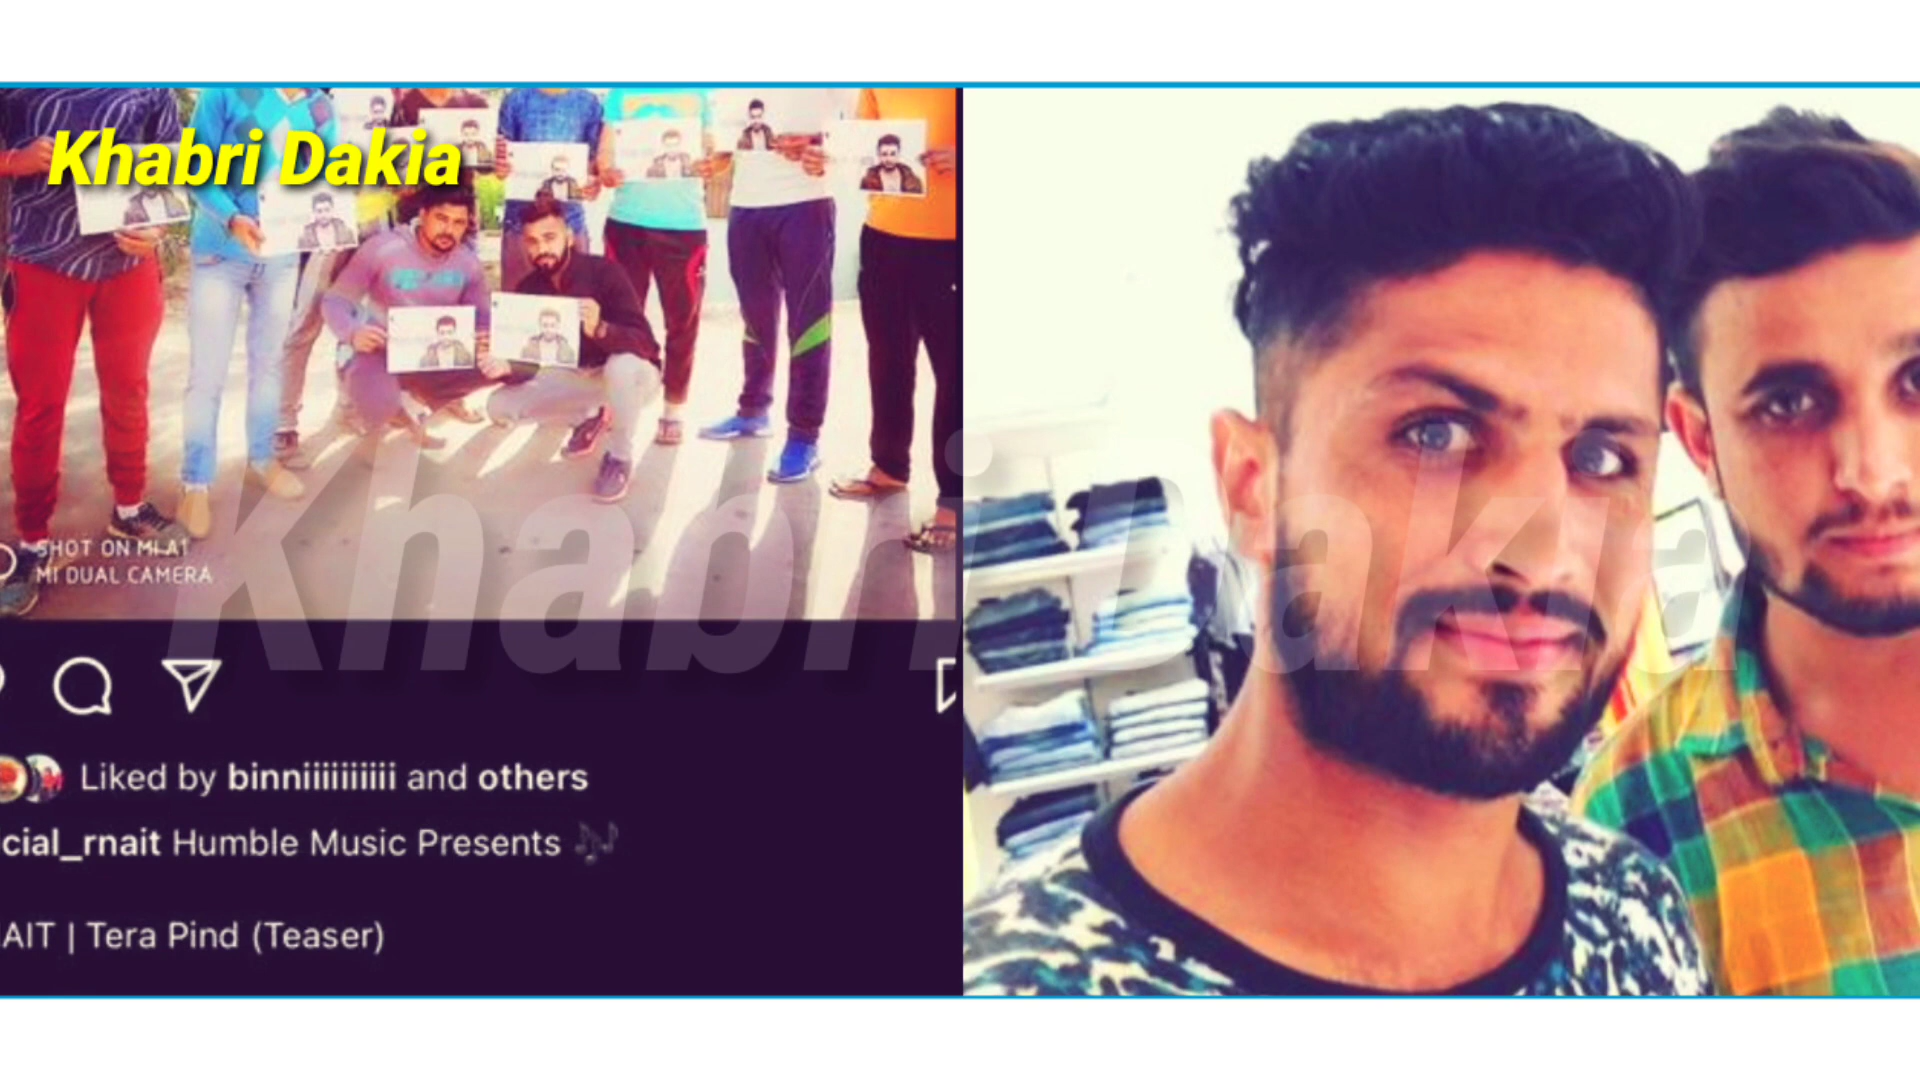 Khabri Dakia
SHOT ON MI A1
MI DUAL CAMERA
Khabri Dakia
Liked by binniiiiiiiiiii and others
cial_rnait Humble Music Presents 🎶
AIT | Tera Pind (Teaser)